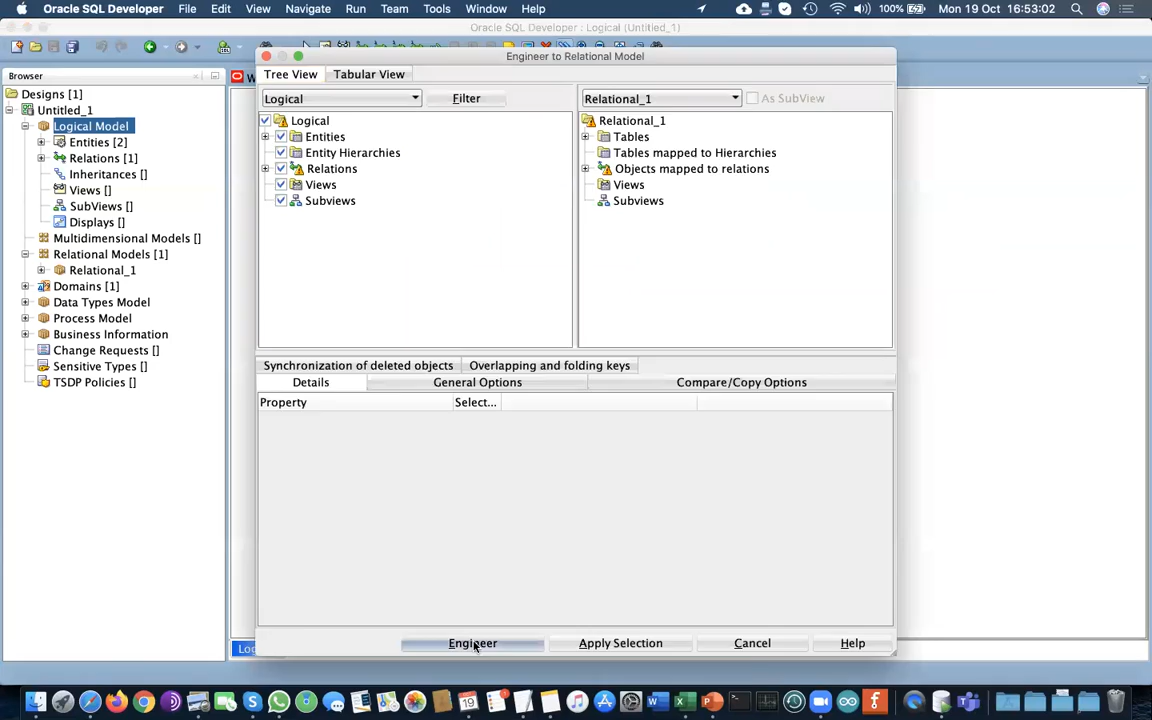 Oracle SQL Developer File Edit View Navigate Run Team Tools Window Help 100% Mon 19 Oct 16:53:02
Oracle SQL Developer : Logical (Untitled_1)
Engineer to Relational Model
Browser
Tree View Tabular View
Designs [1]
Untitled_1
Logical Model
Entities [2]
Relations [1]
Inheritances []
Views []
SubViews []
Displays []
Multidimensional Models []
Relational Models [1]
Relational_1
Domains [1]
Data Types Model
Process Model
Business Information
Change Requests []
Sensitive Types []
TSDP Policies []
Logical Filter
Logical
Entities
Entity Hierarchies
Relations
Views
Subviews
Relational_1 As SubView
Relational_1
Tables
Tables mapped to Hierarchies
Objects mapped to relations
Views
Subviews
Synchronization of deleted objects Overlapping and folding keys
Details General Options Compare/Copy Options
Property Select...
Engineer Apply Selection Cancel Help